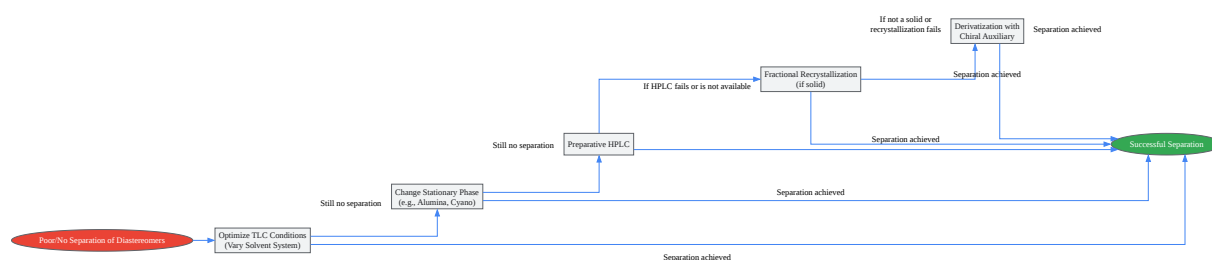 If not a solid or
recrystallization fails
Derivatization with
Chiral Auxiliary
Separation achieved
Fractional Recrystallization
(if solid)
Separation achieved
If HPLC fails or is not available
Still no separation
Preparative HPLC
Separation achieved
Successful Separation
Still no separation
Change Stationary Phase
(e.g., Alumina, Cyano)
Separation achieved
Poor/No Separation of Diastereomers
Optimize TLC Conditions
(Vary Solvent System)
Separation achieved